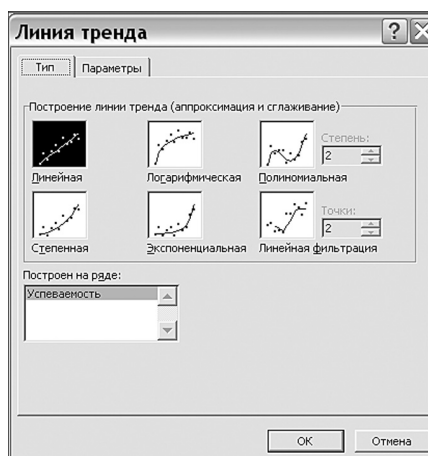 Линия тренда
Тип Параметры
Построение линии тренда (аппроксимация и сглаживание)
Линейная Логарифмическая Полиномиальная Степень:
2
Степенная Экспоненциальная Линейная фильтрация Точки:
2
Построен на ряде:
Успеваемость
ОК Отмена